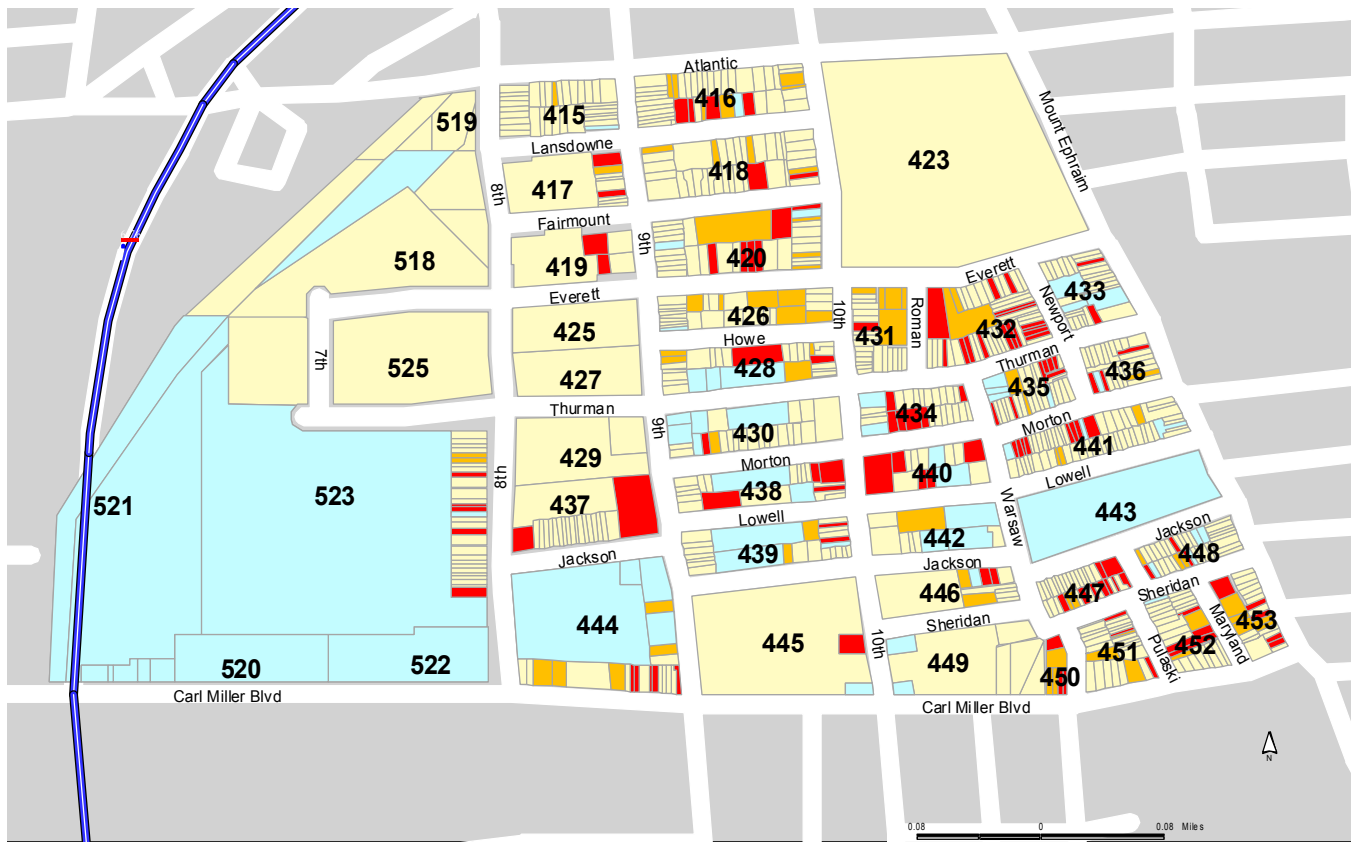 Atlantic
416
415
519
Lansdowne
Mount Ephraim
418
423
417
8th
Fairmount
9th
420
419
518
Everett
433
Everett
Newport
426
10th
Roman
425
431
432
Howe
7th
Thurman
525
428
427
436
435
Thurman
434
9th
430
Morton
441
429
Morton
440
Lowell
8th
438
523
437
521
Warsaw
443
Lowell
442
Jackson
439
448
Jackson
Jackson
446
447
Sheridan
Sheridan
Maryland
453
444
445
10th
449
451
452
Pulaski
450
520
522
Carl Miller Blvd
Carl Miller Blvd
N
0.08 0 0.08 Miles